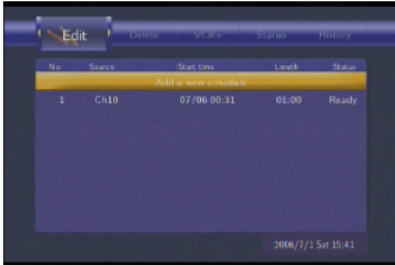 Edit Delete VCR+ Status History
No Source Start time Length Status
Add a new schedule
1 Ch10 07/06 00:31 01:00 Ready
2006/7/1 Sat 15:41